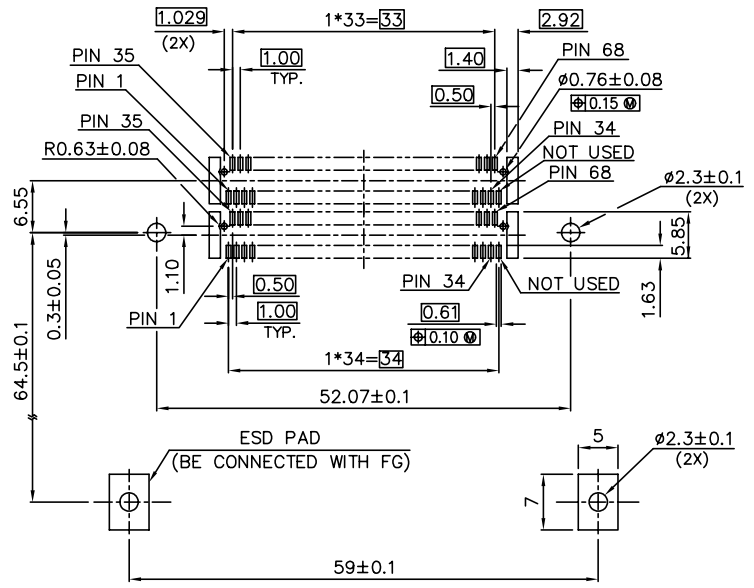 1.029
(2X)
1*33=33
2.92
PIN 35
1.00
TYP.
1.40
PIN 68
PIN 1
ø0.76±0.08
0.50
⌖ 0.15 Ⓜ
PIN 35
PIN 34
R0.63±0.08
NOT USED
PIN 68
ø2.3±0.1
(2X)
6.55
5.85
0.3±0.05
1.10
1.63
0.50
PIN 34
NOT USED
PIN 1
1.00
TYP.
0.61
⌖ 0.10 Ⓜ
1*34=34
64.5±0.1
52.07±0.1
ESD PAD
(BE CONNECTED WITH FG)
5
ø2.3±0.1
(2X)
7
59±0.1